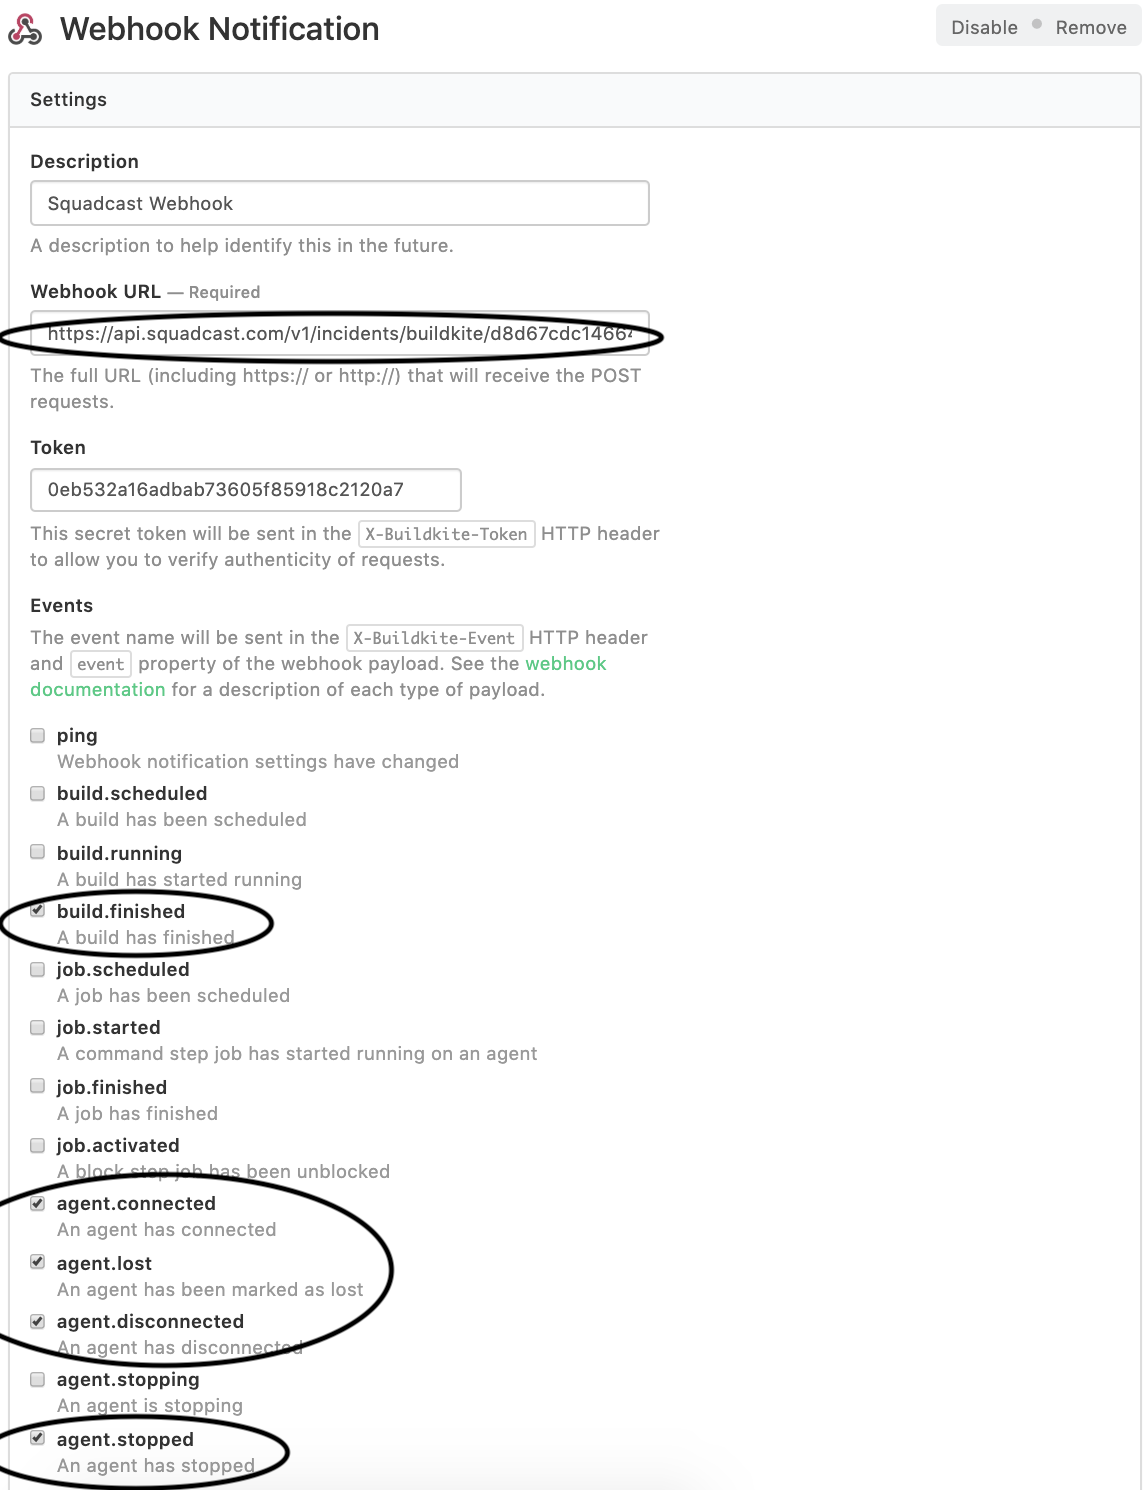 Webhook Notification
Disable Remove
Settings
Description
Squadcast Webhook
A description to help identify this in the future.
Webhook URL — Required
https://api.squadcast.com/v1/incidents/buildkite/d8d67cdc1466
The full URL (including https:// or http://) that will receive the POST
requests.
Token
0eb532a16adbab73605f85918c2120a7
This secret token will be sent in the X-Buildkite-Token HTTP header
to allow you to verify authenticity of requests.
Events
The event name will be sent in the X-Buildkite-Event HTTP header
and event property of the webhook payload. See the webhook
documentation for a description of each type of payload.
ping
Webhook notification settings have changed
build.scheduled
A build has been scheduled
build.running
A build has started running
build.finished
A build has finished
job.scheduled
A job has been scheduled
job.started
A command step job has started running on an agent
job.finished
A job has finished
job.activated
A block step job has been unblocked
agent.connected
An agent has connected
agent.lost
An agent has been marked as lost
agent.disconnected
An agent has disconnected
agent.stopping
An agent is stopping
agent.stopped
An agent has stopped